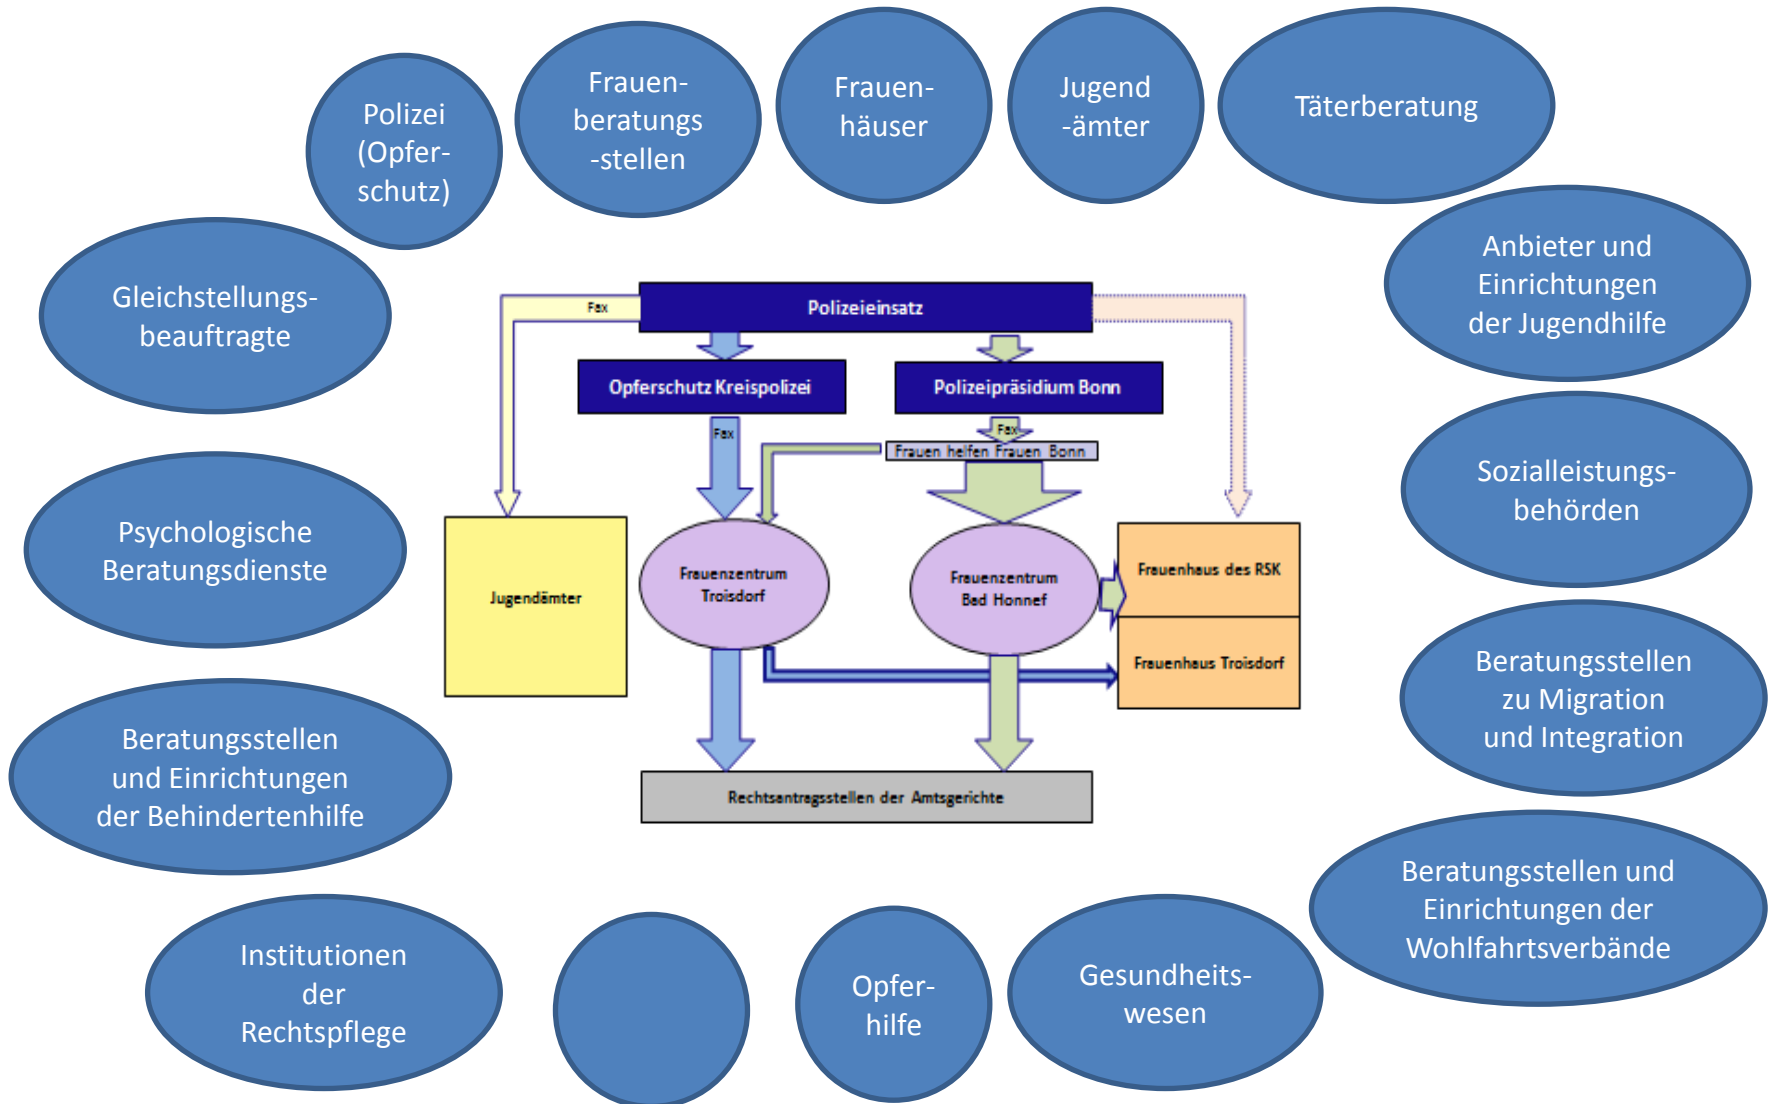 Polizei
(Opfer-
schutz)
Frauen-
beratungs
-stellen
Frauen-
häuser
Jugend
-ämter
Täterberatung
Gleichstellungs-
beauftragte
Anbieter und
Einrichtungen
der Jugendhilfe
Fax
Polizeieinsatz
Opferschutz Kreispolizei
Polizeipräsidium Bonn
Fax
Fax
Frauen helfen Frauen Bonn
Sozialleistungs-
behörden
Psychologische
Beratungsdienste
Jugendämter
Frauenzentrum
Troisdorf
Frauenzentrum
Bad Honnef
Frauenhaus des RSK
Frauenhaus Troisdorf
Beratungsstellen
zu Migration
und Integration
Beratungsstellen
und Einrichtungen
der Behindertenhilfe
Rechtsantragsstellen der Amtsgerichte
Beratungsstellen und
Einrichtungen der
Wohlfahrtsverbände
Institutionen
der
Rechtspflege
Opfer-
hilfe
Gesundheits-
wesen